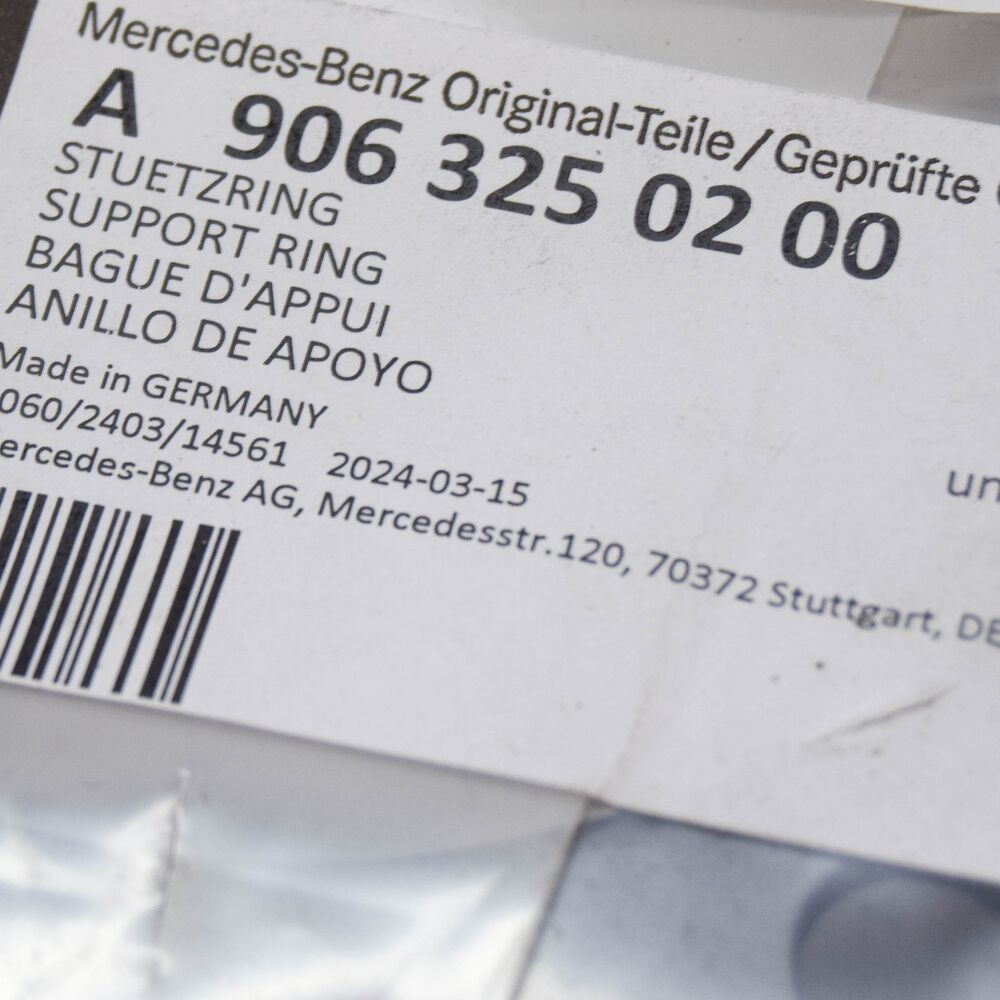 Mercedes-Benz Original-Teile / Geprüfte
A 906 325 02 00
STUETZRING
SUPPORT RING
BAGUE D'APPUI
ANILLO DE APOYO
Made in GERMANY
060/2403/14561 2024-03-15
un
ercedes-Benz AG, Mercedesstr.120, 70372 Stuttgart, DE